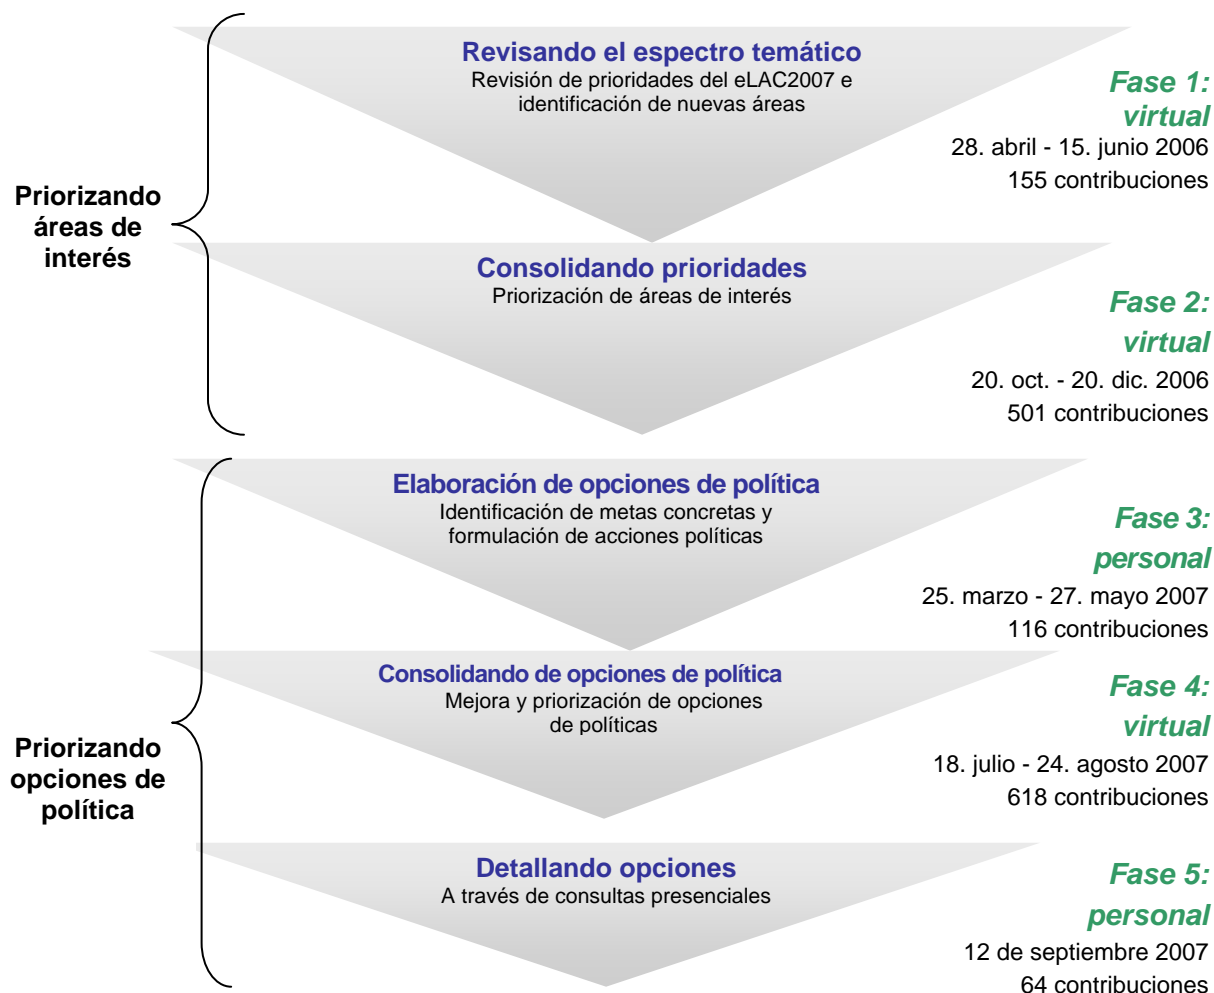 Revisando el espectro temático
Revisión de prioridades del eLAC2007 e
identificación de nuevas áreas
Fase 1:
virtual
28. abril - 15. junio 2006
155 contribuciones
Priorizando
áreas de
interés
Consolidando prioridades
Priorización de áreas de interés
Fase 2:
virtual
20. oct. - 20. dic. 2006
501 contribuciones
Elaboración de opciones de política
Identificación de metas concretas y
formulación de acciones políticas
Fase 3:
personal
25. marzo - 27. mayo 2007
116 contribuciones
Consolidando de opciones de política
Mejora y priorización de opciones
de políticas
Fase 4:
virtual
18. julio - 24. agosto 2007
618 contribuciones
Priorizando
opciones de
política
Detallando opciones
A través de consultas presenciales
Fase 5:
personal
12 de septiembre 2007
64 contribuciones